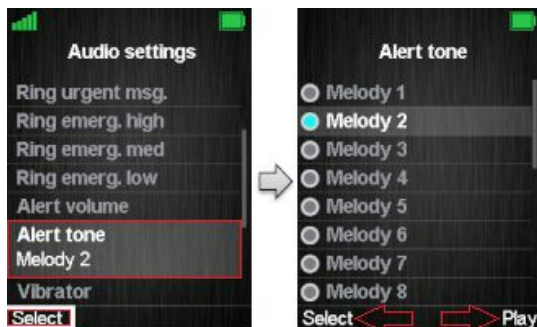 Audio settings
Ring urgent msg.
Ring emerg. high
Ring emerg. med
Ring emerg. low
Alert volume
Alert tone
Melody 2
Vibrator
Select
Alert tone
Melody 1
Melody 2
Melody 3
Melody 4
Melody 5
Melody 6
Melody 7
Melody 8
Select Play